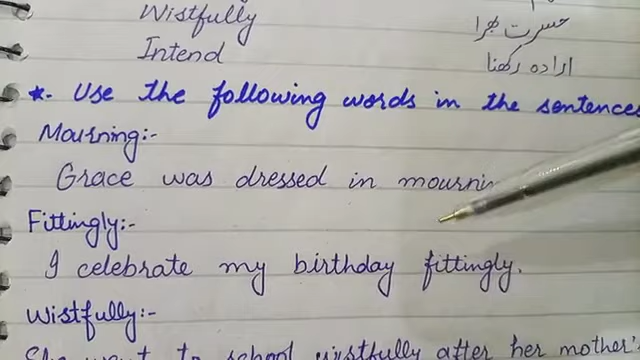 Wistfully حسرت بھرا
Intend ارادہ رکھنا
*. Use the following words in the sentences
Mourning:-
Grace was dressed in
Fittingly:-
I celebrate my birthday fittingly.
Wistfully:-
to school wistfully after her mother's